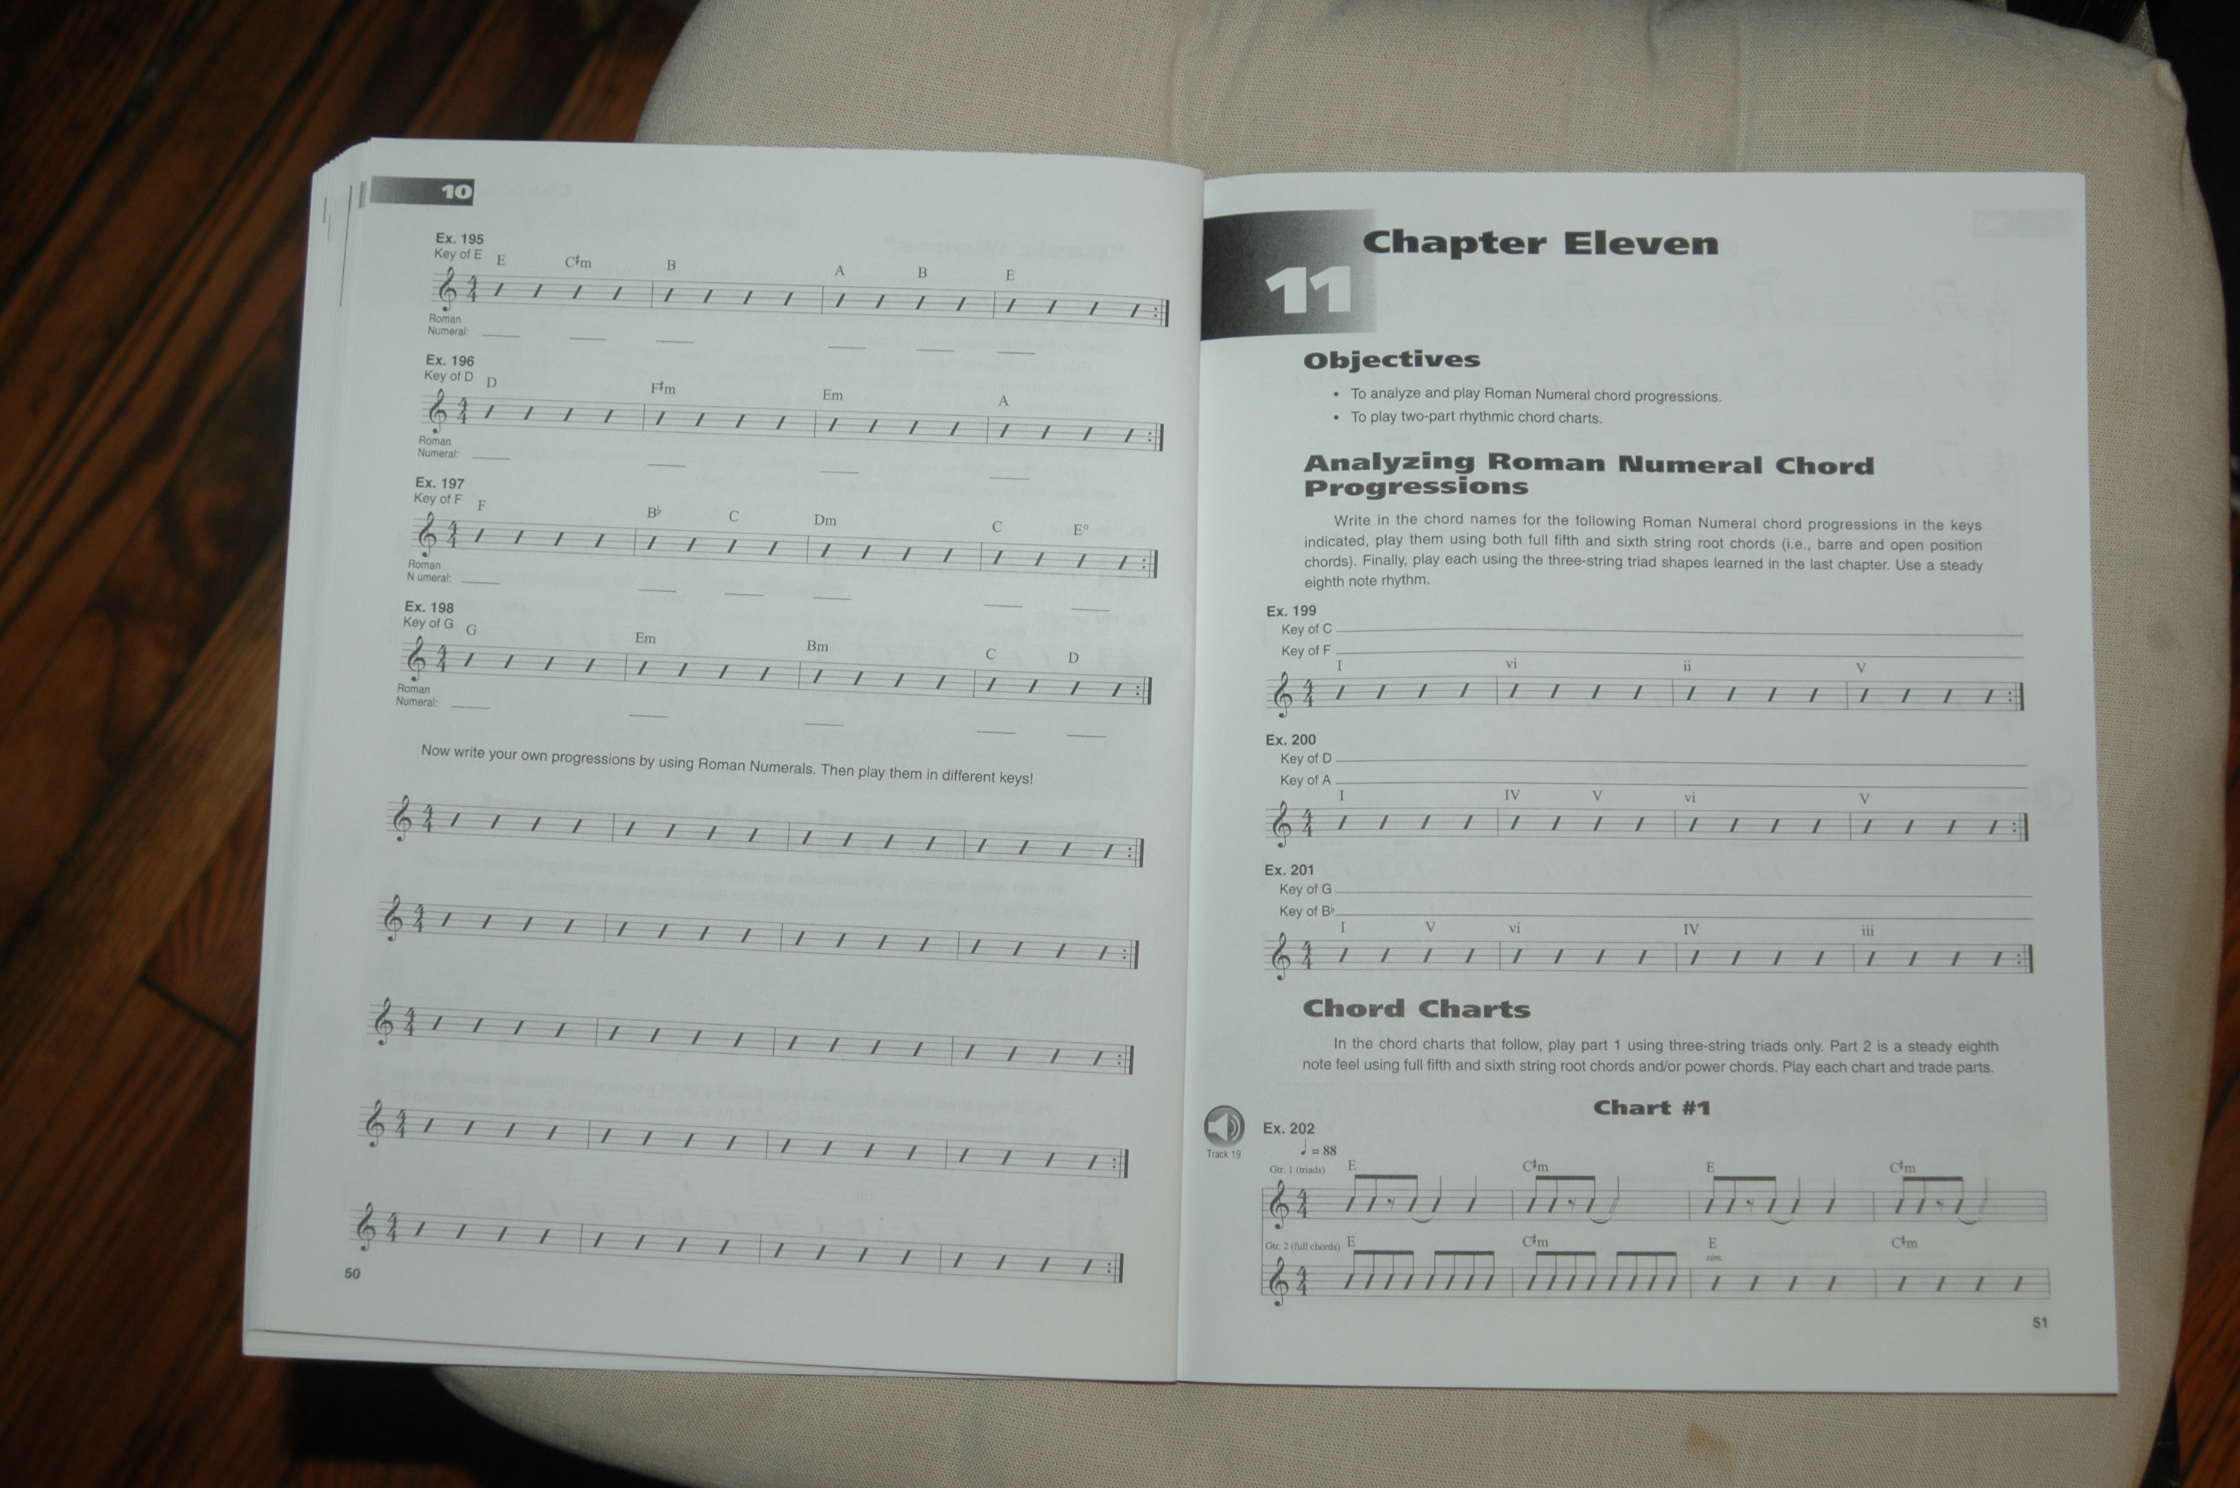 10
Ex. 195
Key of E E C♯m B A B E
Roman
Numeral:
Ex. 196
Key of D D F♯m Em A
Roman
Numeral:
Ex. 197
Key of F F B♭ C Dm C E°
Roman
N umeral:
Ex. 198
Key of G G Em Bm C D
Roman
Numeral:
Now write your own progressions by using Roman Numerals. Then play them in different keys!
50
11
Chapter Eleven
Objectives
• To analyze and play Roman Numeral chord progressions.
• To play two-part rhythmic chord charts.
Analyzing Roman Numeral Chord
Progressions
Write in the chord names for the following Roman Numeral chord progressions in the keys
indicated, play them using both full fifth and sixth string root chords (i.e., barre and open position
chords). Finally, play each using the three-string triad shapes learned in the last chapter. Use a steady
eighth note rhythm.
Ex. 199
Key of C
Key of F
I vi ii V
Ex. 200
Key of D
Key of A
I IV V vi V
Ex. 201
Key of G
Key of B♭
I V vi IV iii
Chord Charts
In the chord charts that follow, play part 1 using three-string triads only. Part 2 is a steady eighth
note feel using full fifth and sixth string root chords and/or power chords. Play each chart and trade parts.
Chart #1
Ex. 202
Track 19
♩ = 88
Gtr. 1 (triads) E C♯m E C♯m
Gtr. 2 (full chords) E C♯m E C♯m
sim.
51